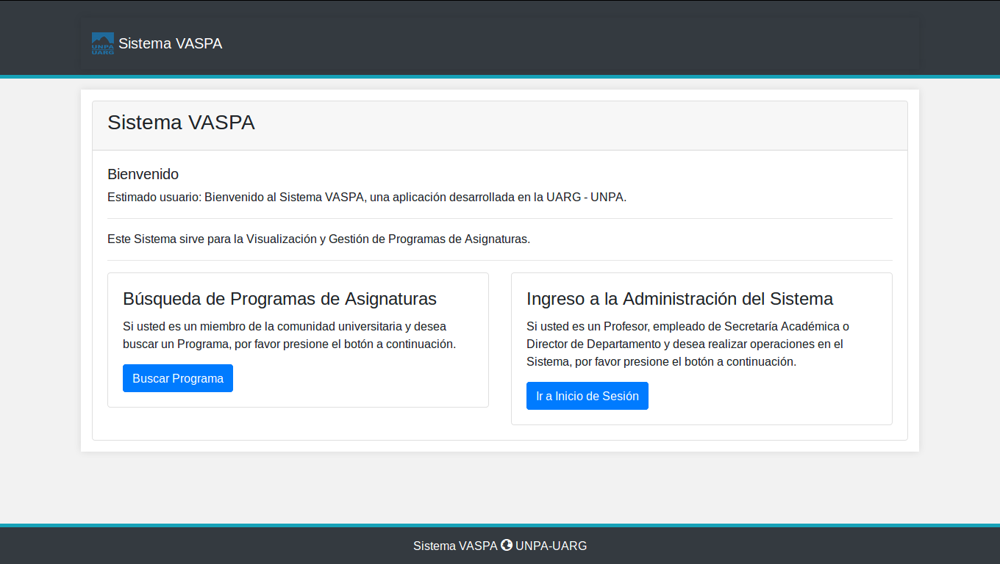 UNPA
UARG
Sistema VASPA
Sistema VASPA
Bienvenido
Estimado usuario: Bienvenido al Sistema VASPA, una aplicación desarrollada en la UARG - UNPA.
Este Sistema sirve para la Visualización y Gestión de Programas de Asignaturas.
Búsqueda de Programas de Asignaturas
Si usted es un miembro de la comunidad universitaria y desea
buscar un Programa, por favor presione el botón a continuación.
Buscar Programa
Ingreso a la Administración del Sistema
Si usted es un Profesor, empleado de Secretaría Académica o
Director de Departamento y desea realizar operaciones en el
Sistema, por favor presione el botón a continuación.
Ir a Inicio de Sesión
Sistema VASPA UNPA-UARG